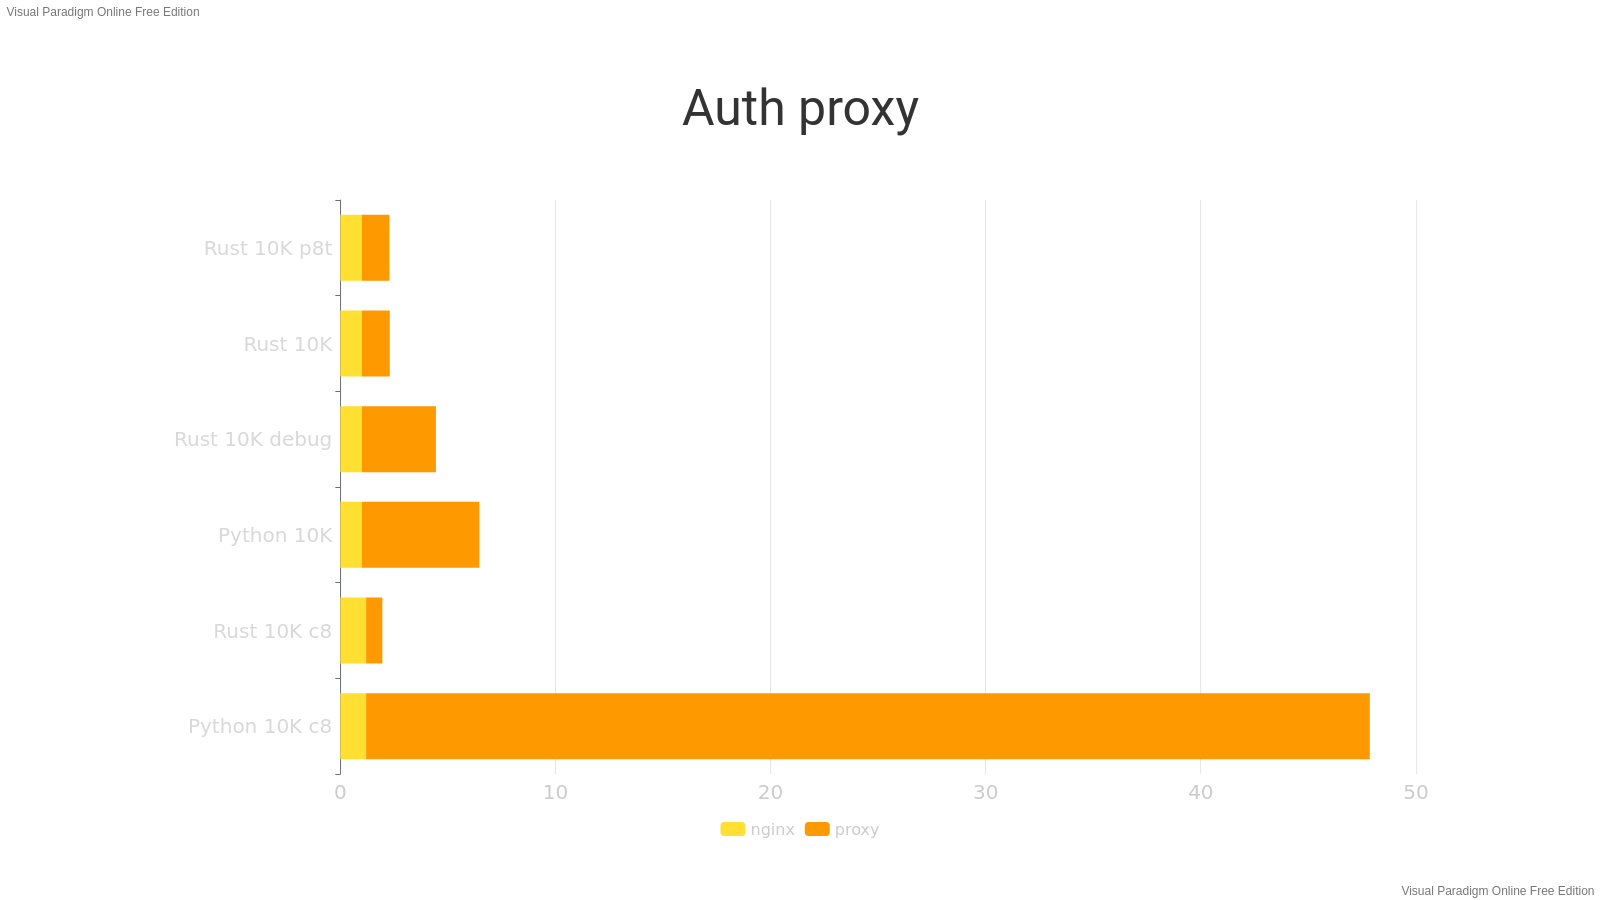 Visual Paradigm Online Free Edition
Auth proxy
Rust 10K p8t
Rust 10K
Rust 10K debug
Python 10K
Rust 10K c8
Python 10K c8
0 10 20 30 40 50
nginx proxy
Visual Paradigm Online Free Edition